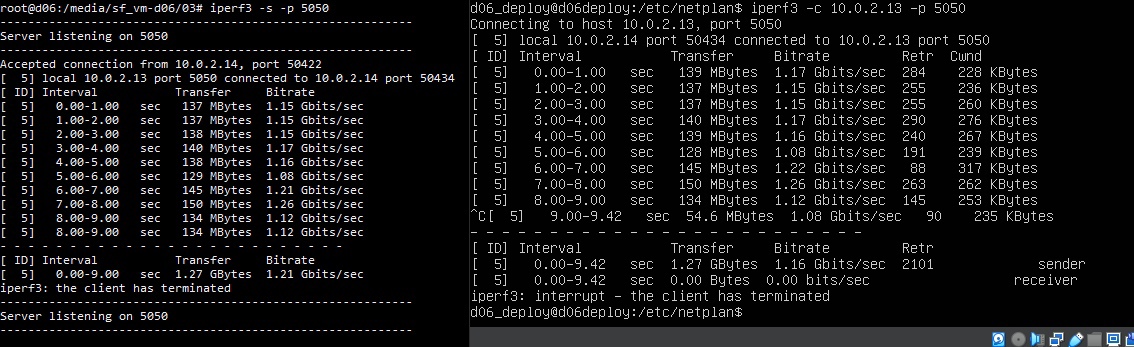 root@d06:/media/sf_vm-d06/03# iperf3 -s -p 5050
-----------------------------------------------------------
Server listening on 5050
-----------------------------------------------------------
Accepted connection from 10.0.2.14, port 50422
[  5] local 10.0.2.13 port 5050 connected to 10.0.2.14 port 50434
[ ID] Interval           Transfer     Bitrate
[  5]   0.00-1.00   sec   137 MBytes  1.15 Gbits/sec
[  5]   1.00-2.00   sec   137 MBytes  1.15 Gbits/sec
[  5]   2.00-3.00   sec   138 MBytes  1.15 Gbits/sec
[  5]   3.00-4.00   sec   140 MBytes  1.17 Gbits/sec
[  5]   4.00-5.00   sec   138 MBytes  1.16 Gbits/sec
[  5]   5.00-6.00   sec   129 MBytes  1.08 Gbits/sec
[  5]   6.00-7.00   sec   145 MBytes  1.21 Gbits/sec
[  5]   7.00-8.00   sec   150 MBytes  1.26 Gbits/sec
[  5]   8.00-9.00   sec   134 MBytes  1.12 Gbits/sec
[  5]   8.00-9.00   sec   134 MBytes  1.12 Gbits/sec
- - - - - - - - - - - - - - - - - - - - - - - - -
[ ID] Interval           Transfer     Bitrate
[  5]   0.00-9.00   sec  1.27 GBytes  1.21 Gbits/sec
iperf3: the client has terminated
-----------------------------------------------------------
Server listening on 5050
-----------------------------------------------------------
d06_deploy@d06deploy:/etc/netplan$ iperf3 -c 10.0.2.13 -p 5050
Connecting to host 10.0.2.13, port 5050
[  5] local 10.0.2.14 port 50434 connected to 10.0.2.13 port 5050
[ ID] Interval           Transfer     Bitrate         Retr  Cwnd
[  5]   0.00-1.00   sec   139 MBytes  1.17 Gbits/sec  284    228 KBytes
[  5]   1.00-2.00   sec   137 MBytes  1.15 Gbits/sec  255    236 KBytes
[  5]   2.00-3.00   sec   137 MBytes  1.15 Gbits/sec  255    260 KBytes
[  5]   3.00-4.00   sec   140 MBytes  1.17 Gbits/sec  290    276 KBytes
[  5]   4.00-5.00   sec   139 MBytes  1.16 Gbits/sec  240    267 KBytes
[  5]   5.00-6.00   sec   128 MBytes  1.08 Gbits/sec  191    239 KBytes
[  5]   6.00-7.00   sec   145 MBytes  1.22 Gbits/sec   88    317 KBytes
[  5]   7.00-8.00   sec   150 MBytes  1.26 Gbits/sec  263    262 KBytes
[  5]   8.00-9.00   sec   134 MBytes  1.12 Gbits/sec  145    253 KBytes
^C[  5]   9.00-9.42   sec  54.6 MBytes  1.08 Gbits/sec   90    235 KBytes
- - - - - - - - - - - - - - - - - - - - - - - - -
[ ID] Interval           Transfer     Bitrate         Retr
[  5]   0.00-9.42   sec  1.27 GBytes  1.16 Gbits/sec  2101             sender
[  5]   0.00-9.42   sec  0.00 Bytes  0.00 bits/sec                  receiver
iperf3: interrupt - the client has terminated
d06_deploy@d06deploy:/etc/netplan$